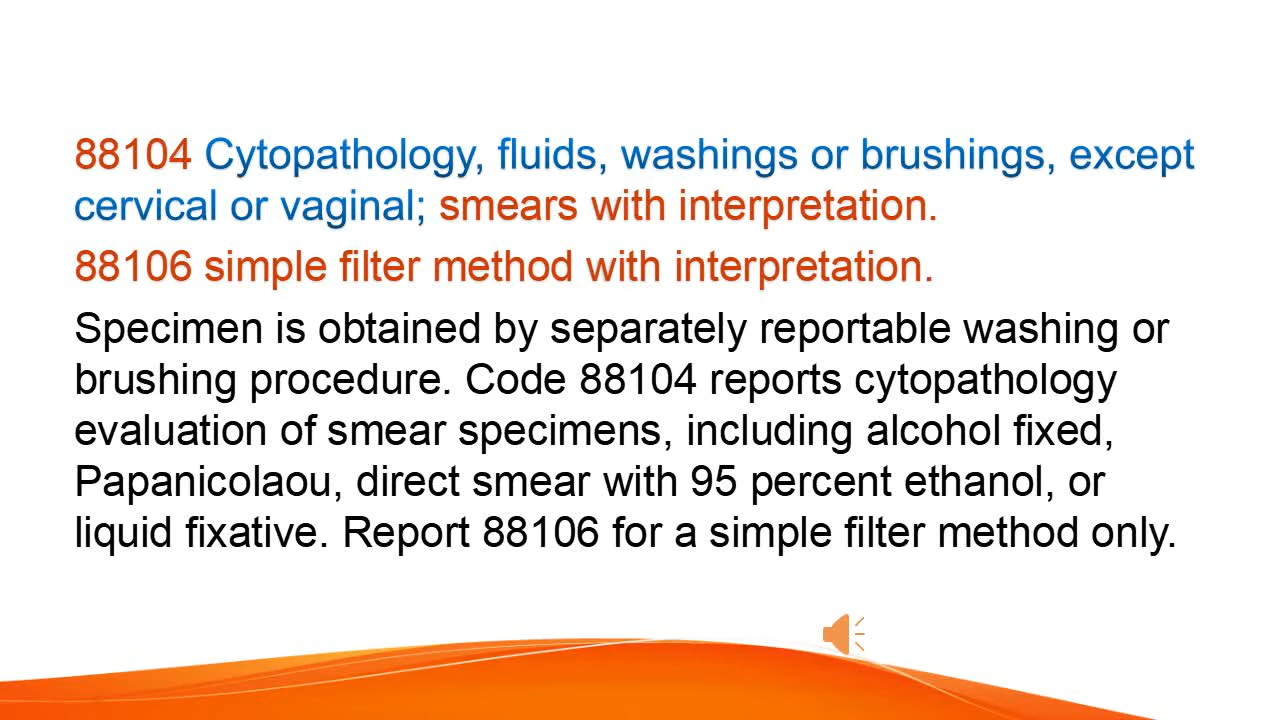 88104 Cytopathology, fluids, washings or brushings, except
cervical or vaginal; smears with interpretation.
88106 simple filter method with interpretation.
Specimen is obtained by separately reportable washing or
brushing procedure. Code 88104 reports cytopathology
evaluation of smear specimens, including alcohol fixed,
Papanicolaou, direct smear with 95 percent ethanol, or
liquid fixative. Report 88106 for a simple filter method only.